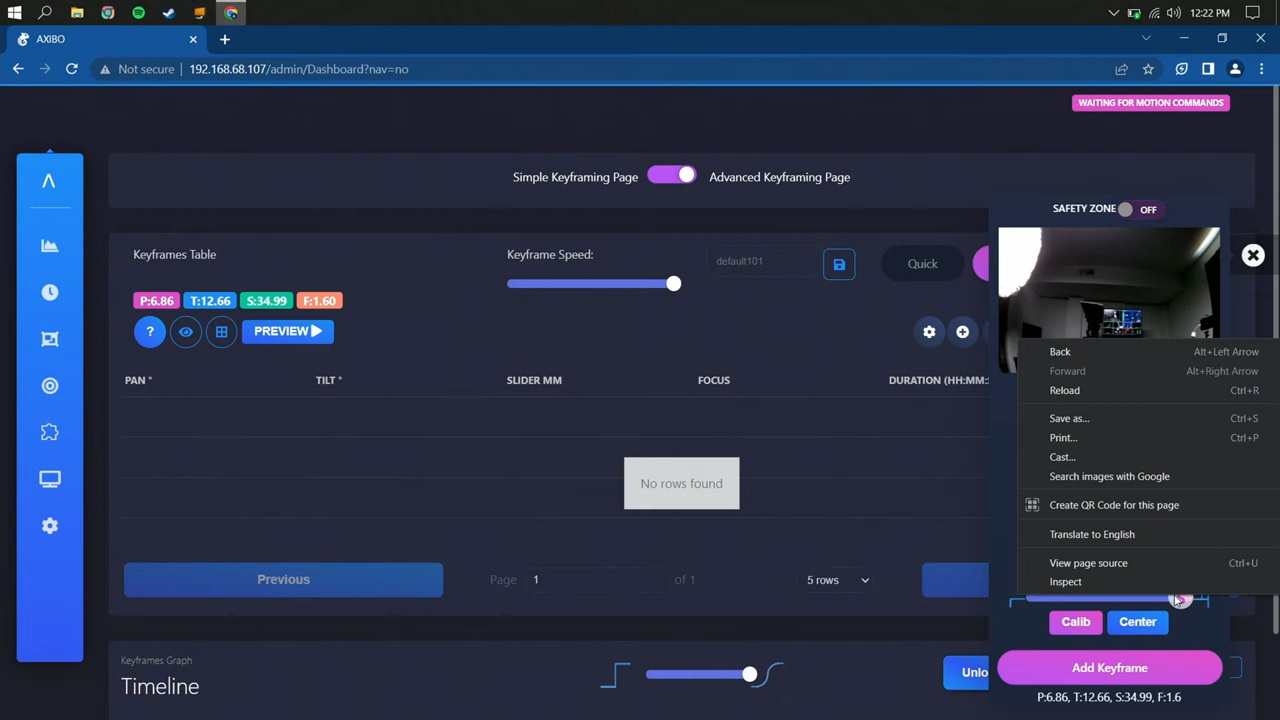 12:22 PM
AXIBO
Not secure
192.168.68.107/admin/Dashboard?nav=no
WAITING FOR MOTION COMMANDS
Simple Keyframing Page
Advanced Keyframing Page
SAFETY ZONE OFF
Keyframes Table
Keyframe Speed:
default101
Quick
P:6.86 T:12.66 S:34.99 F:1.60
? PREVIEW
Back Alt+Left Arrow
Forward Alt+Right Arrow
Reload Ctrl+R
Save as... Ctrl+S
Print... Ctrl+P
Cast...
Search images with Google
Create QR Code for this page
Translate to English
View page source Ctrl+U
Inspect
PAN ° TILT ° SLIDER MM FOCUS DURATION (HH:MM:
No rows found
Previous
Page 1 of 1
5 rows
Calib Center
Add Keyframe
P:6.86, T:12.66, S:34.99, F:1.6
Keyframes Graph
Timeline
Unlo